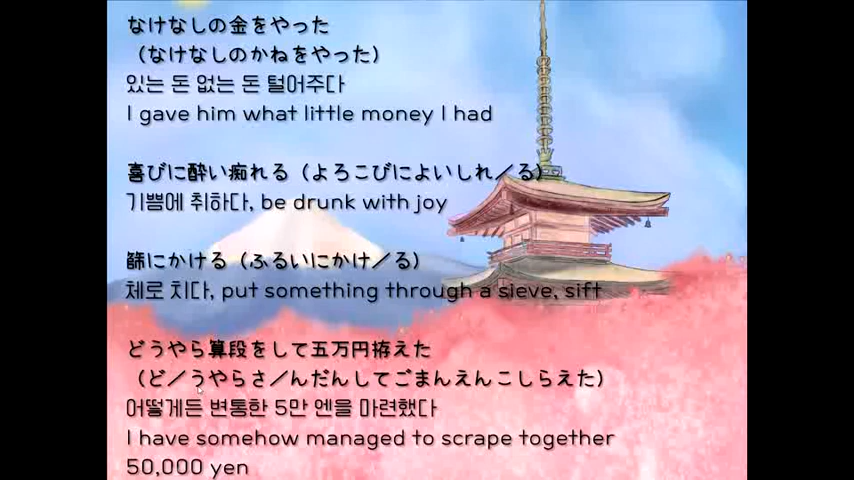 なけなしの金をやった
（なけなしのかねをやった）
있는 돈 없는 돈 털어주다
I gave him what little money I had
喜びに酔い痴れる（よろこびによいしれ／る）
기쁨에 취하다, be drunk with joy
篩にかける（ふるいにかけ／る）
체로 치다, put something through a sieve, sift
どうやら算段をして五万円拵えた
（ど／うやらさ／んだんしてごまんえんこしらえた）
어떻게든 변통한 5만 엔을 마련했다
I have somehow managed to scrape together
50,000 yen